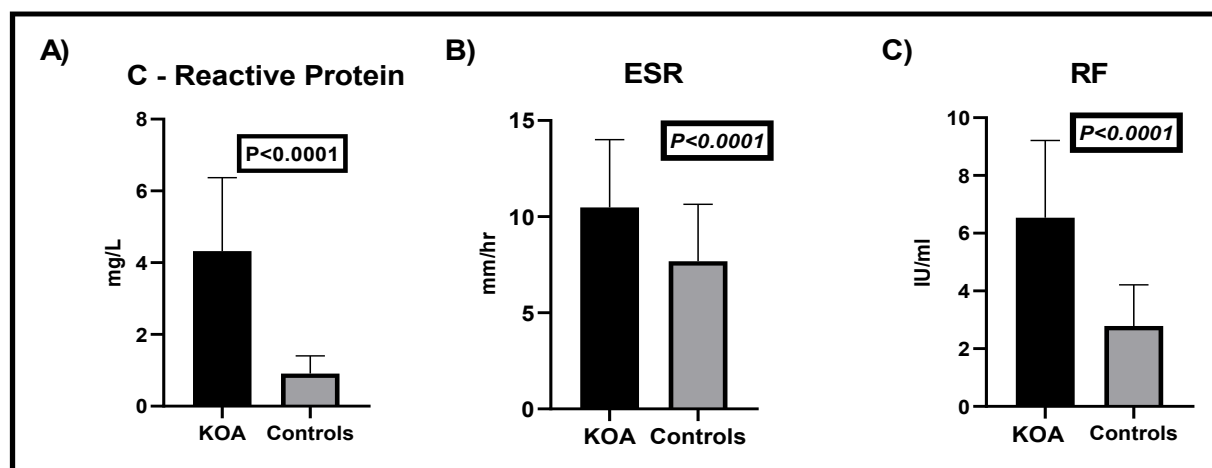 A)
C - Reactive Protein
P<0.0001
mg/L
8
6
4
2
0
KOA Controls
B)
ESR
P<0.0001
mm/hr
15
10
5
0
KOA Controls
C)
RF
P<0.0001
IU/ml
10
8
6
4
2
0
KOA Controls